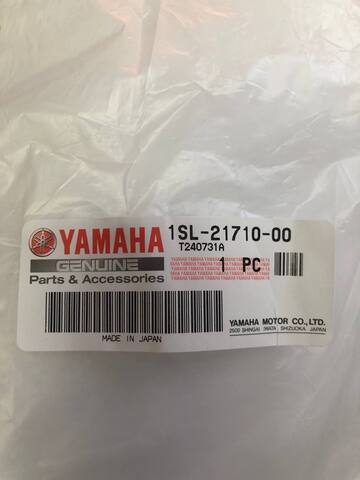 YAMAHA
GENUINE
Parts & Accessories
1SL-21710-00
T240731A
1 PC
MADE IN JAPAN
YAMAHA MOTOR CO., LTD.
2500 SHINGAI IWATA SHIZUOKA JAPAN